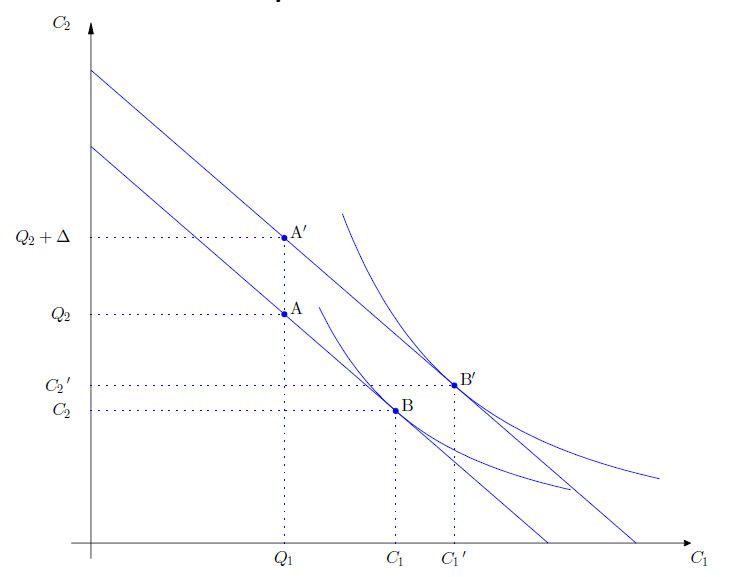 C₂
A′
Q₂ + Δ
A
Q₂
B′
C₂′
B
C₂
Q₁
C₁
C₁′
C₁